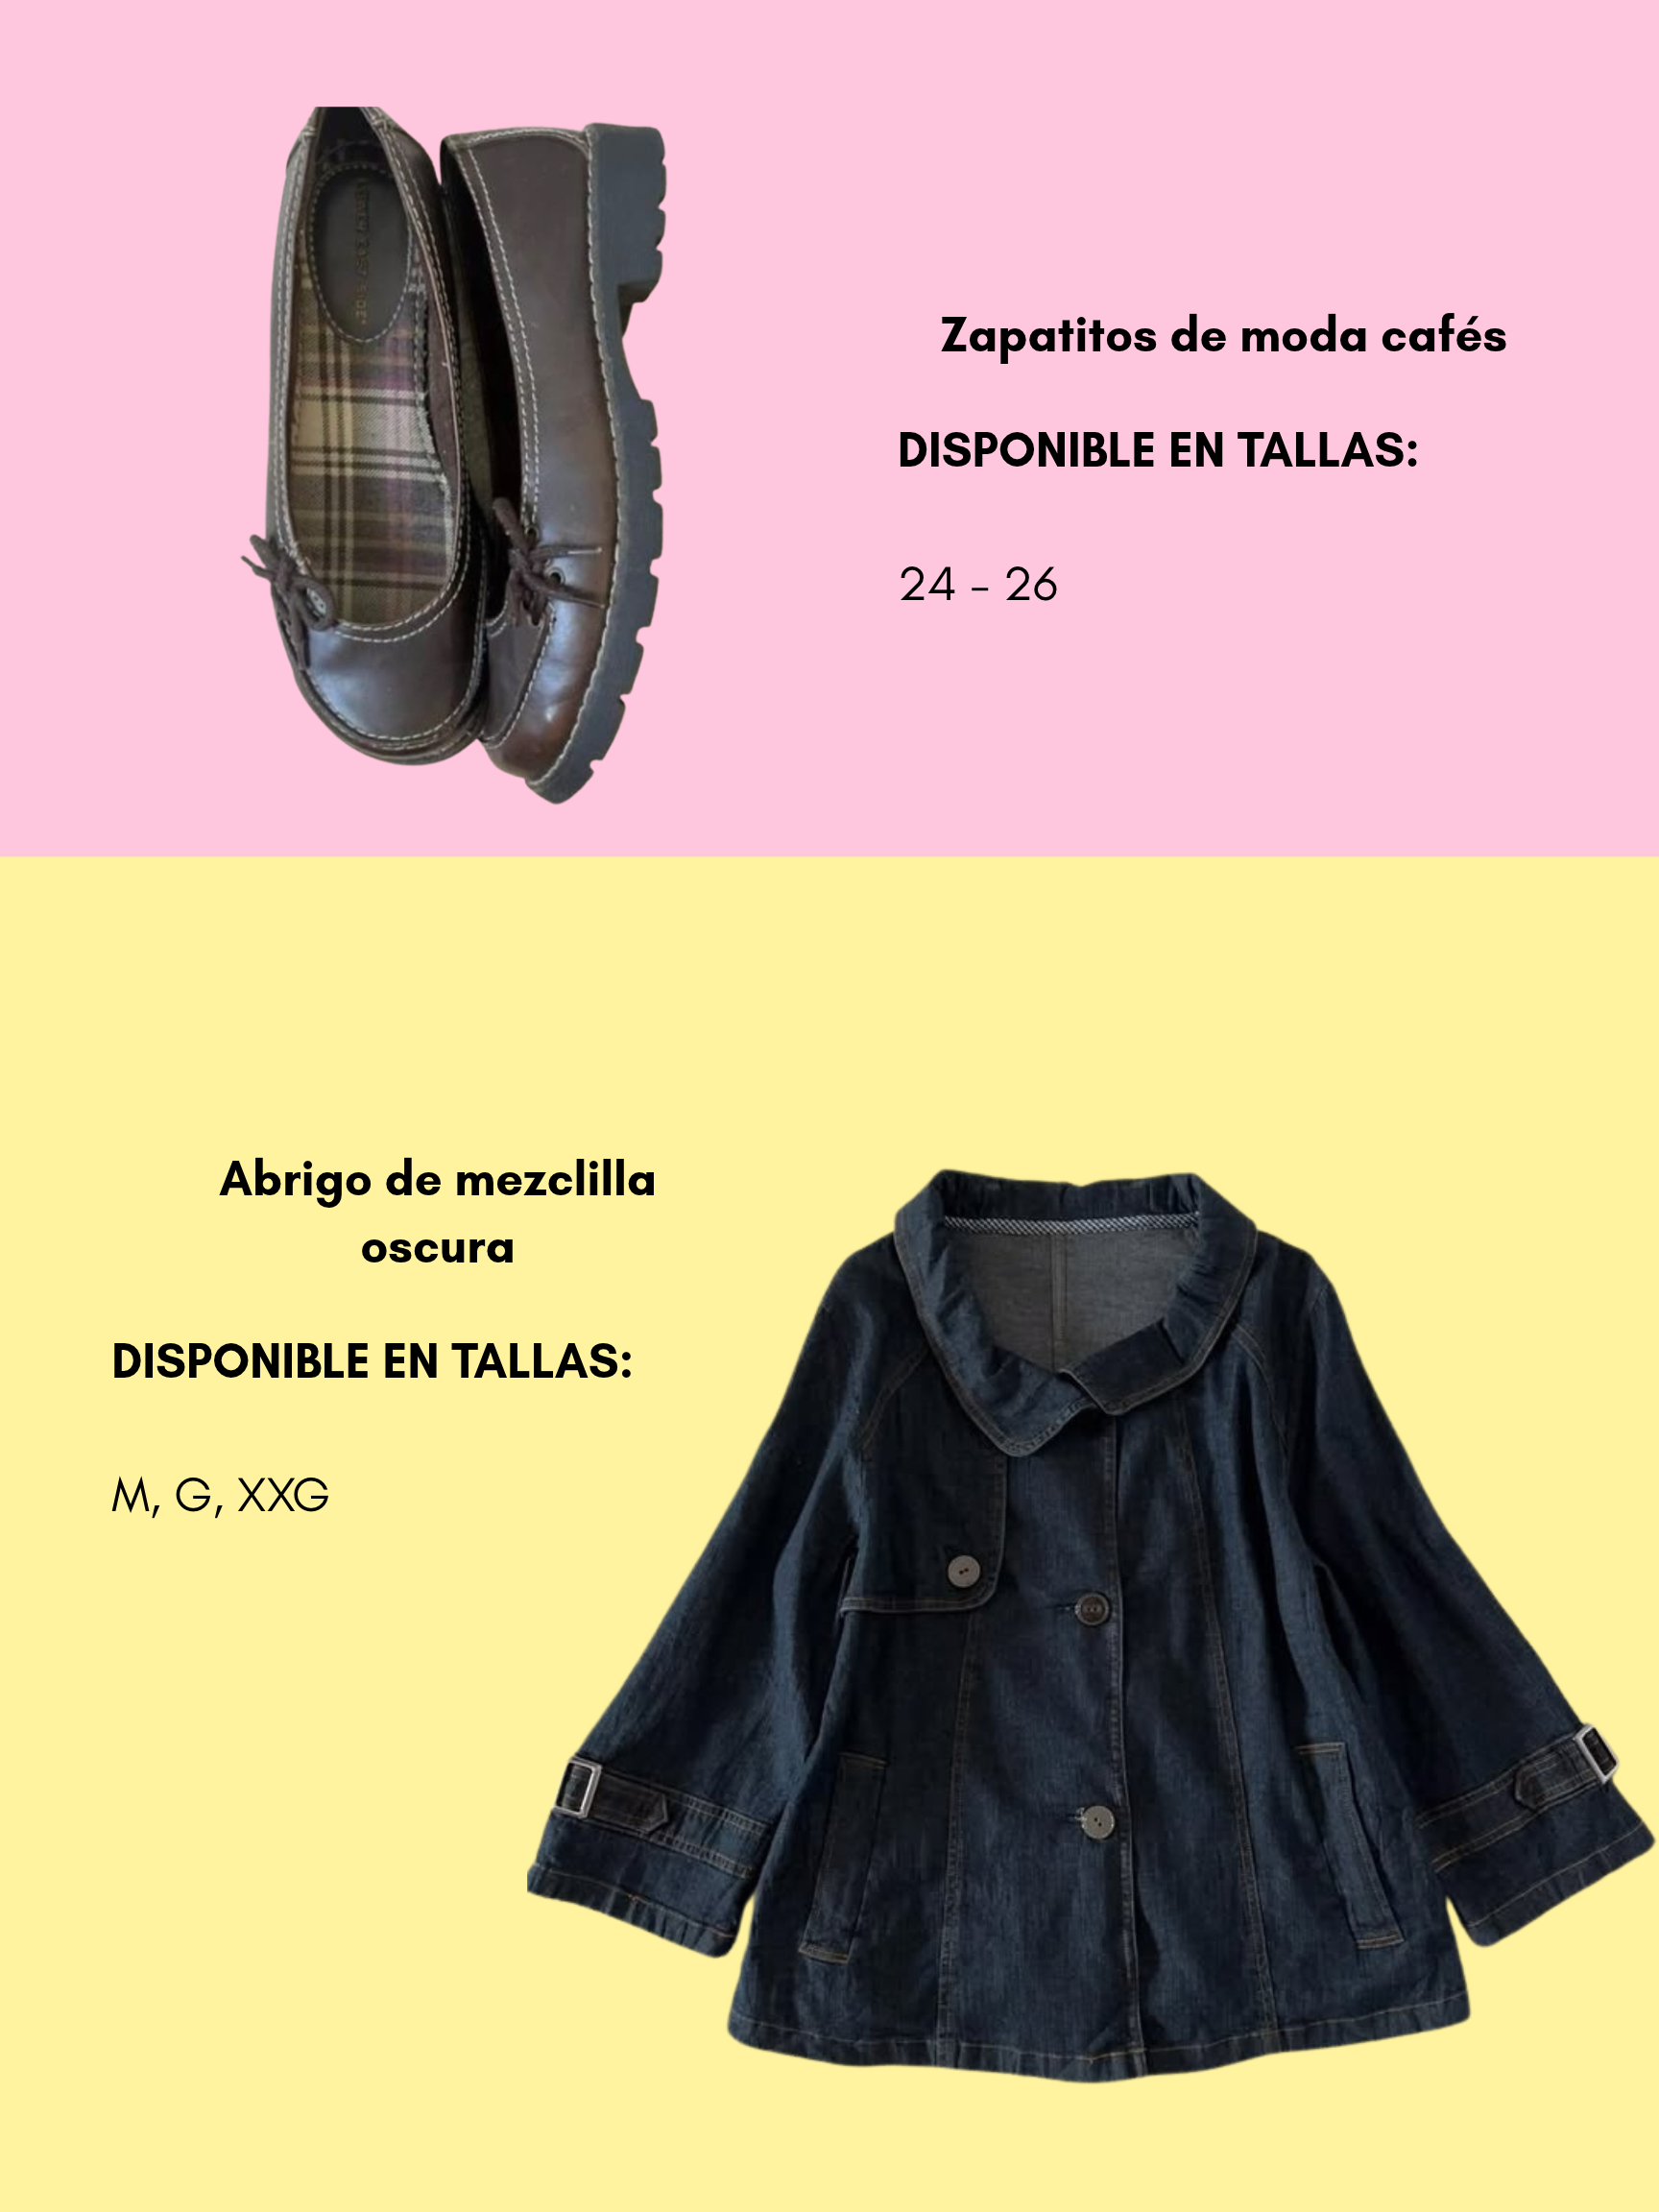 Zapatitos de moda cafés
DISPONIBLE EN TALLAS:
24 - 26
Abrigo de mezclilla
oscura
DISPONIBLE EN TALLAS:
M, G, XXG